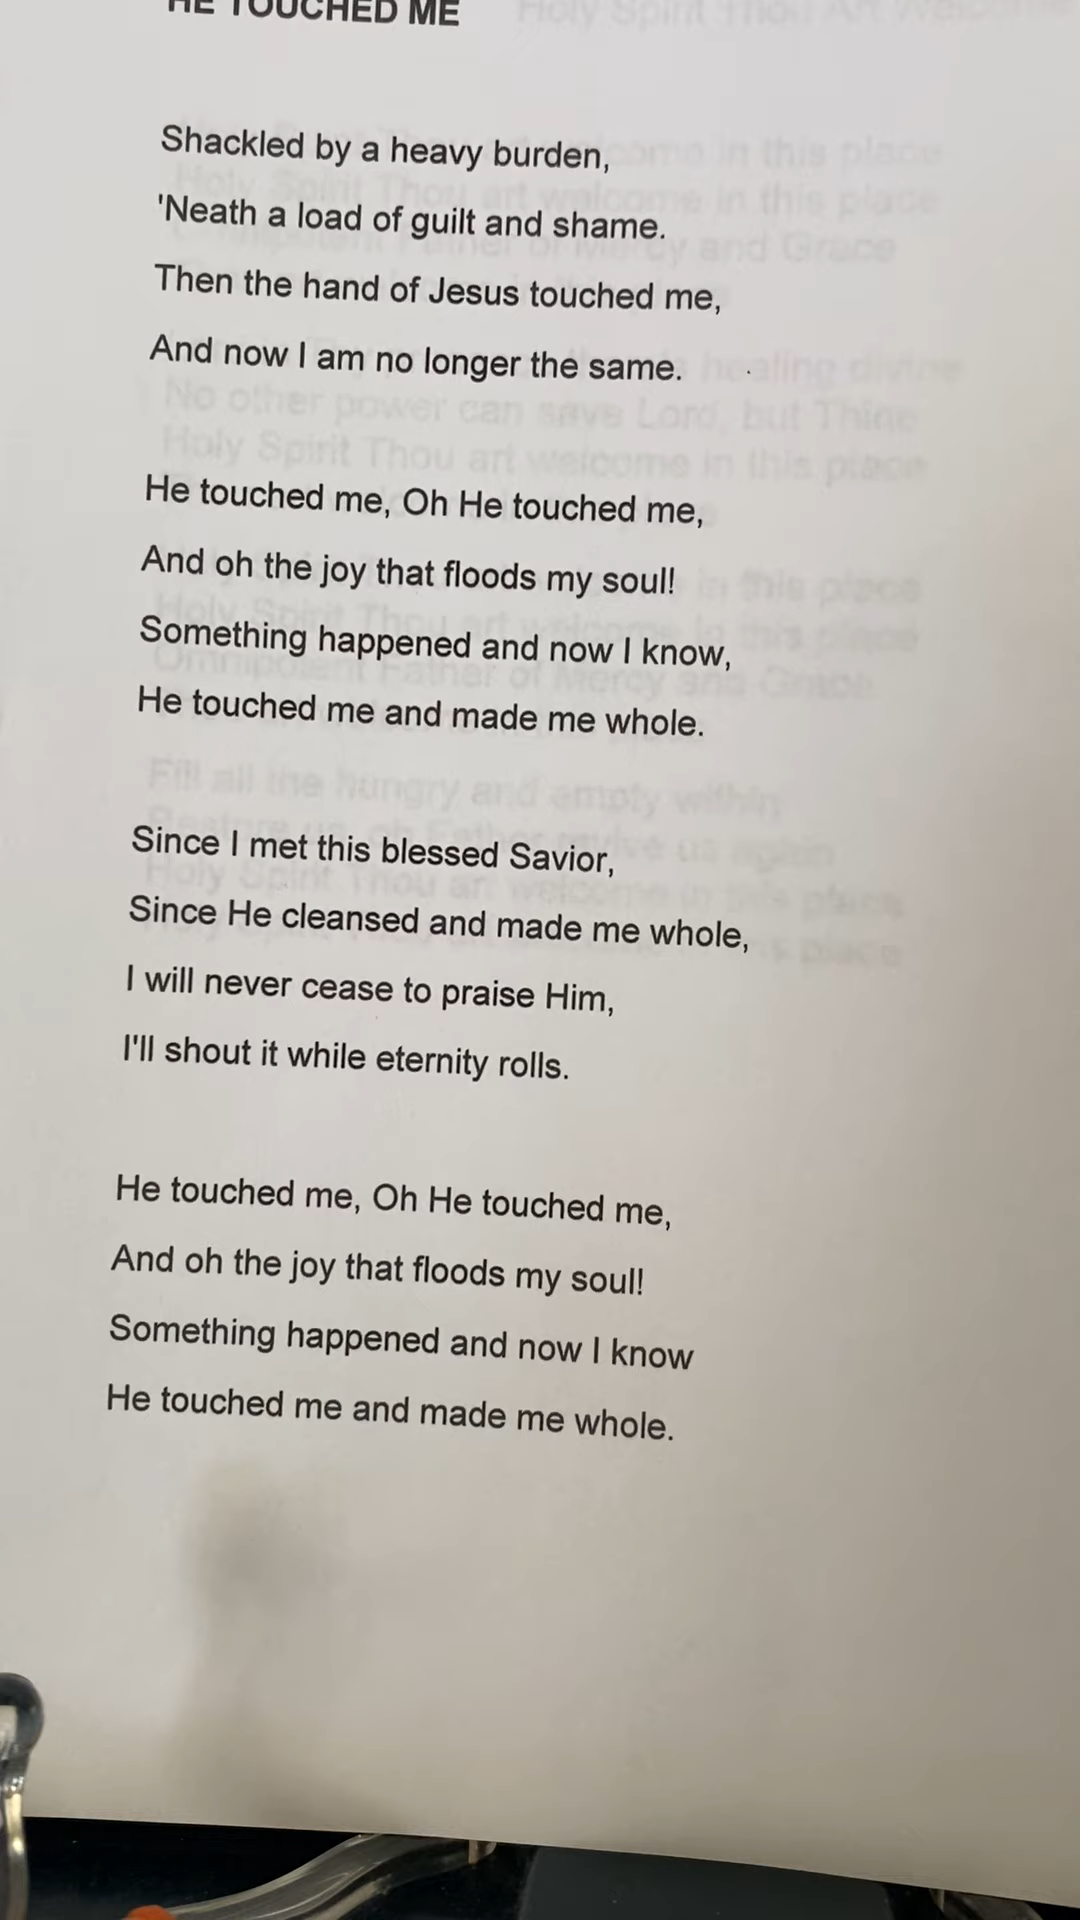 HE TOUCHED ME
Holy Spirit Thou Art Welcome
Shackled by a heavy burden,
'Neath a load of guilt and shame.
Then the hand of Jesus touched me,
And now I am no longer the same.
He touched me, Oh He touched me,
And oh the joy that floods my soul!
Something happened and now I know,
He touched me and made me whole.
Since I met this blessed Savior,
Since He cleansed and made me whole,
I will never cease to praise Him,
I'll shout it while eternity rolls.
He touched me, Oh He touched me,
And oh the joy that floods my soul!
Something happened and now I know
He touched me and made me whole.